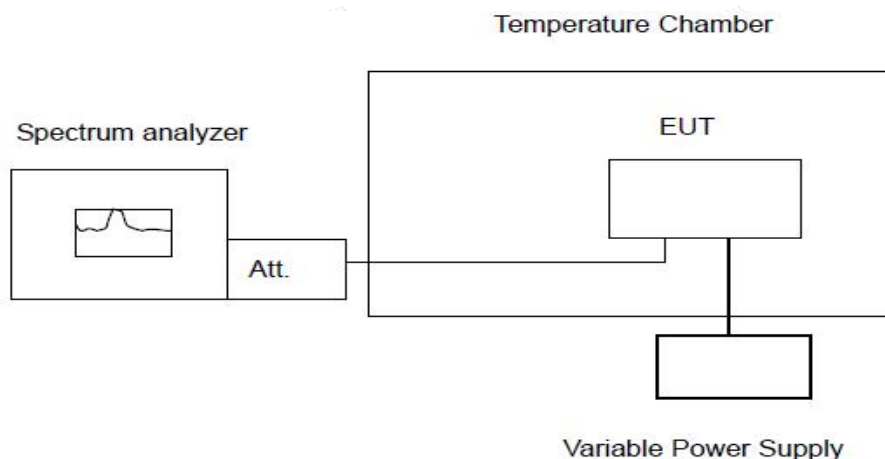 Temperature Chamber
Spectrum analyzer
EUT
Att.
Variable Power Supply